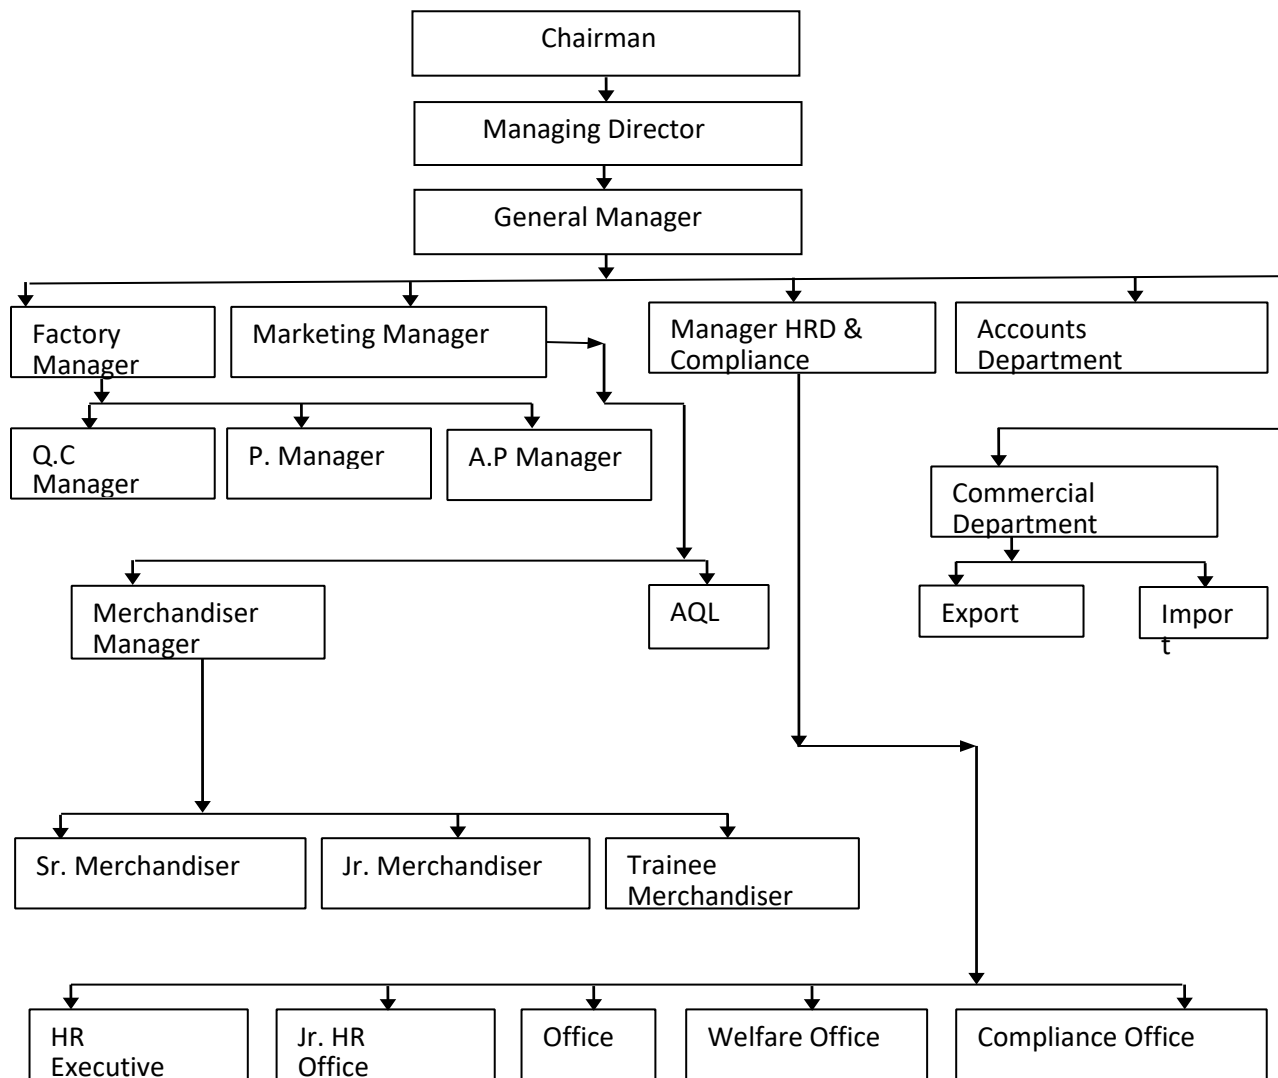 Chairman
Managing Director
General Manager
Factory
Manager
Marketing Manager
Manager HRD &
Compliance
Accounts
Department
Q.C
Manager
P. Manager
A.P Manager
Commercial
Department
Merchandiser
Manager
AQL
Export
Impor
t
Sr. Merchandiser
Jr. Merchandiser
Trainee
Merchandiser
HR
Executive
Jr. HR
Office
Office
Welfare Office
Compliance Office